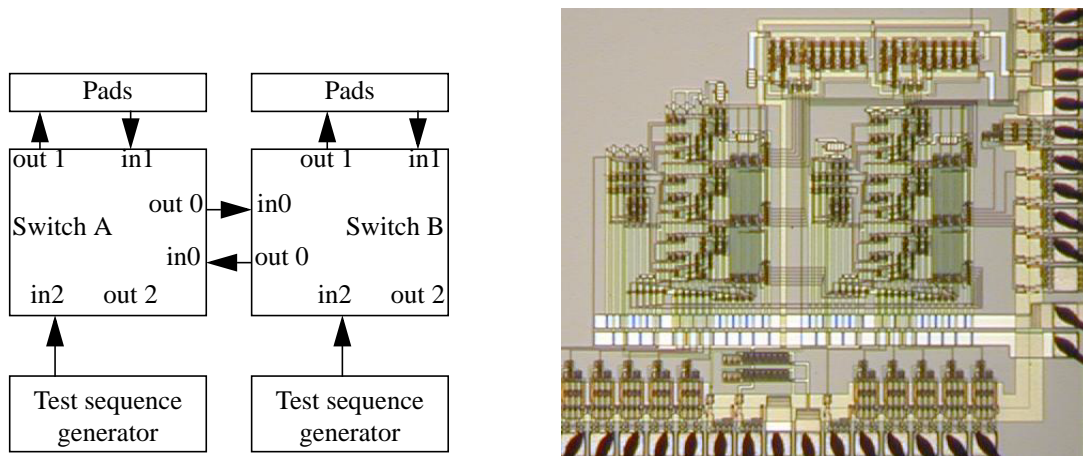 Pads
Pads
out 1
in1
out 1
in1
out 0
in0
Switch A
Switch B
in0
out 0
in2
out 2
in2
out 2
Test sequence
generator
Test sequence
generator